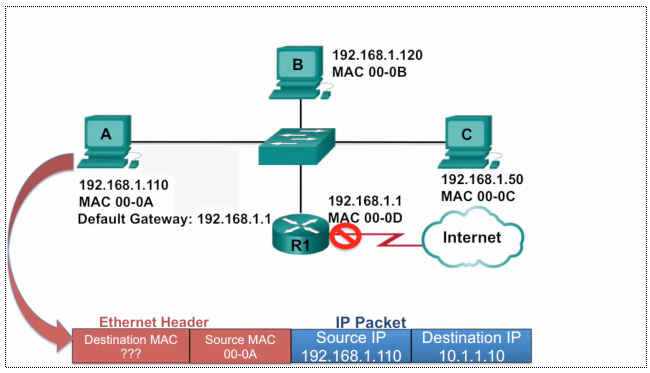 B
192.168.1.120
MAC 00-0B
A
C
192.168.1.110
MAC 00-0A
Default Gateway: 192.168.1.1
192.168.1.50
MAC 00-0C
192.168.1.1
MAC 00-0D
R1
Internet
Ethernet Header
IP Packet
Destination MAC
???
Source MAC
00-0A
Source IP
192.168.1.110
Destination IP
10.1.1.10